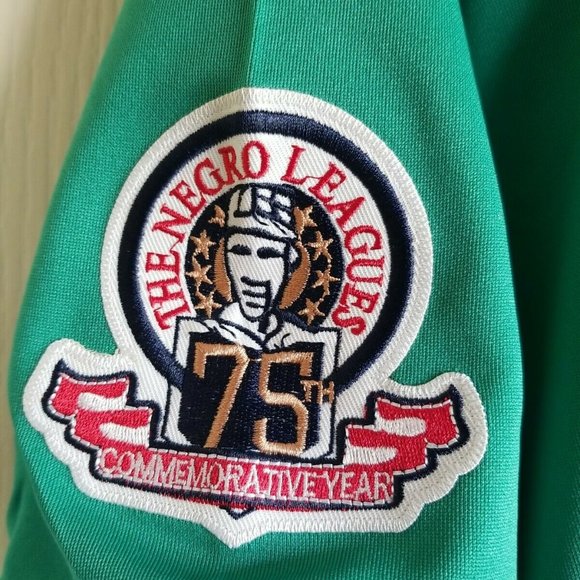 THE NEGRO LEAGUES
75TH
COMMEMORATIVE YEAR